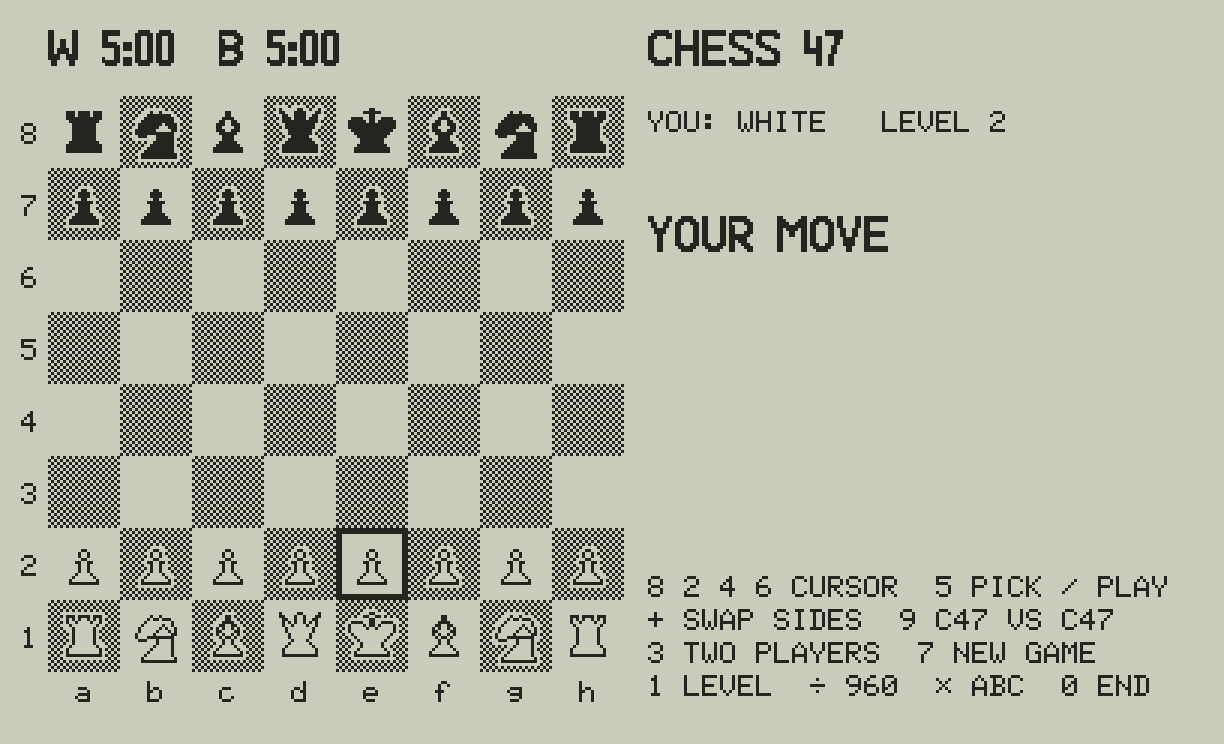 W 5:00 B 5:00
CHESS 47
YOU: WHITE LEVEL 2
YOUR MOVE
8
7
6
5
4
3
2
1
a b c d e f g h
8 2 4 6 CURSOR 5 PICK / PLAY
+ SWAP SIDES 9 C47 VS C47
3 TWO PLAYERS 7 NEW GAME
1 LEVEL ÷ 960 × ABC 0 END